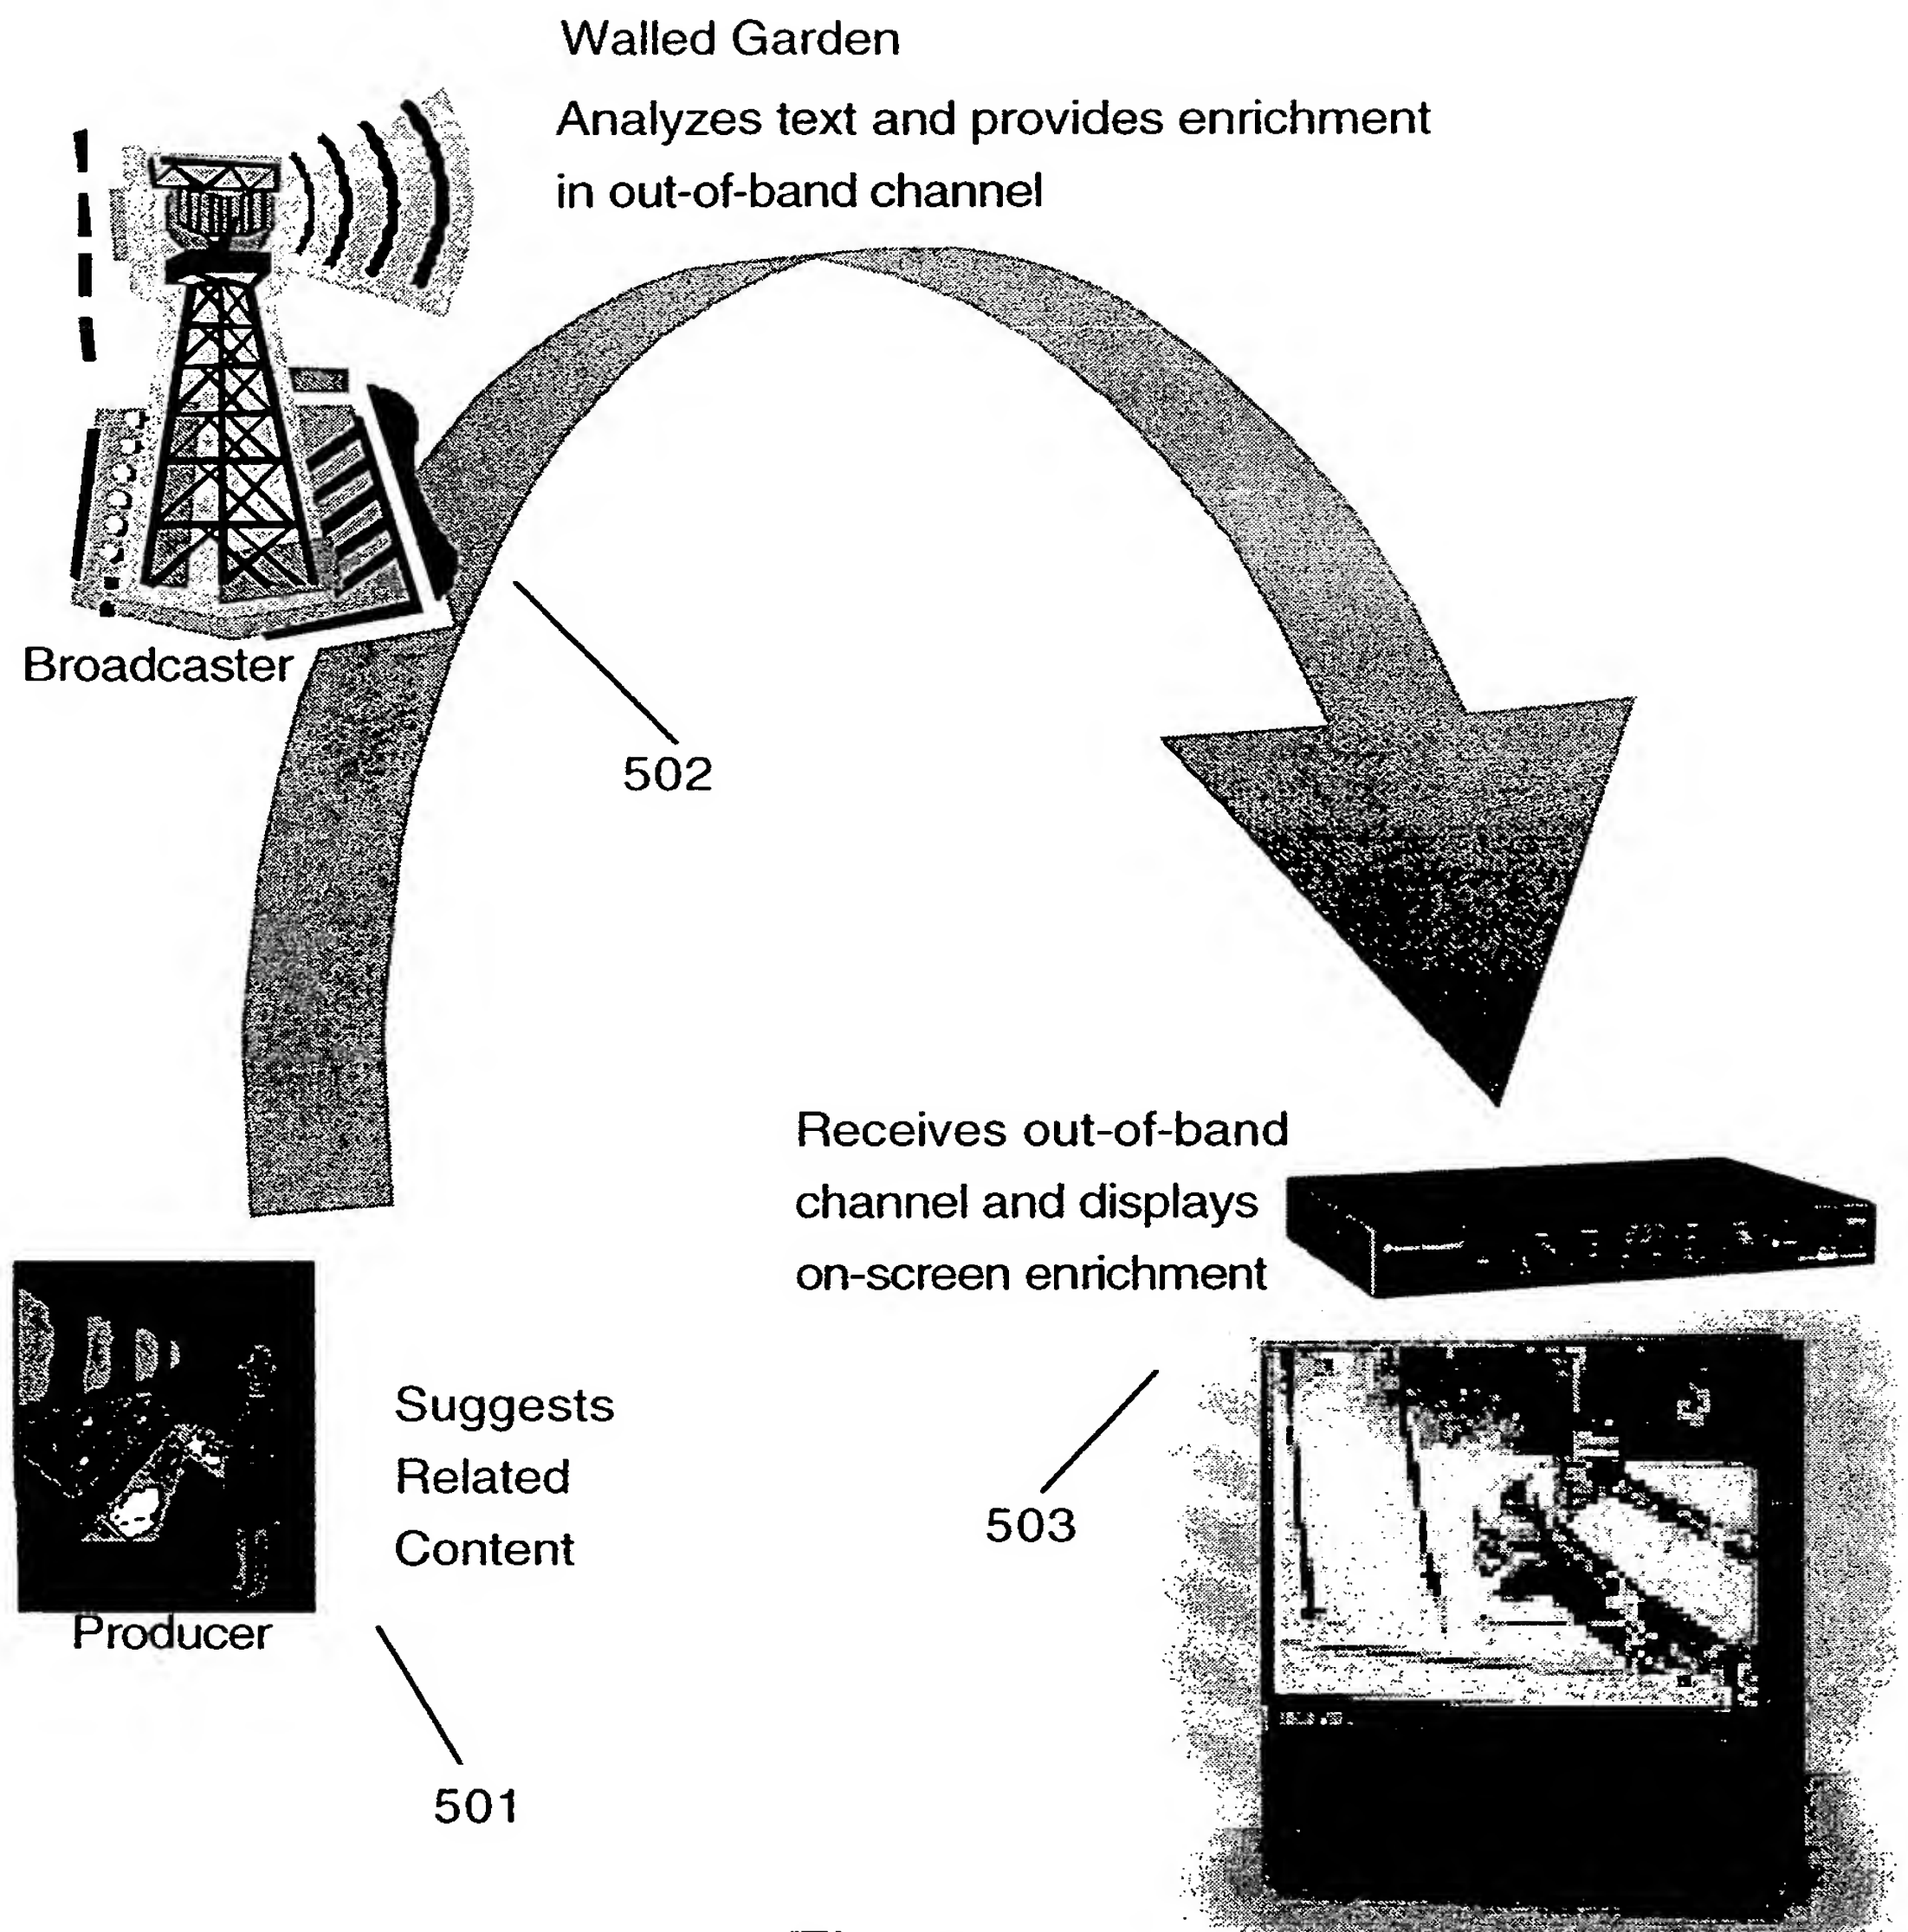 Walled Garden
Analyzes text and provides enrichment
in out-of-band channel
Broadcaster
502
Receives out-of-band
channel and displays
on-screen enrichment
Suggests
Related
Content
503
Producer
501